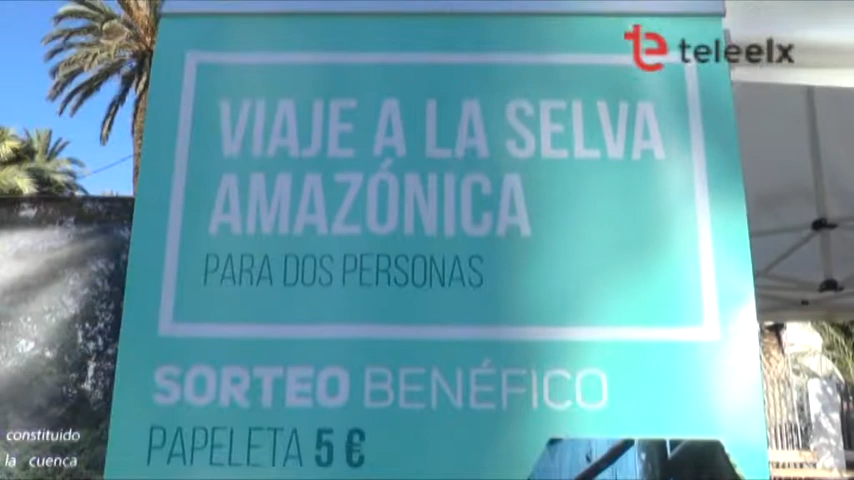 teleelx
VIAJE A LA SELVA
AMAZÓNICA
PARA DOS PERSONAS
SORTEO BENÉFICO
PAPELETA 5 €
constituido
la cuenca